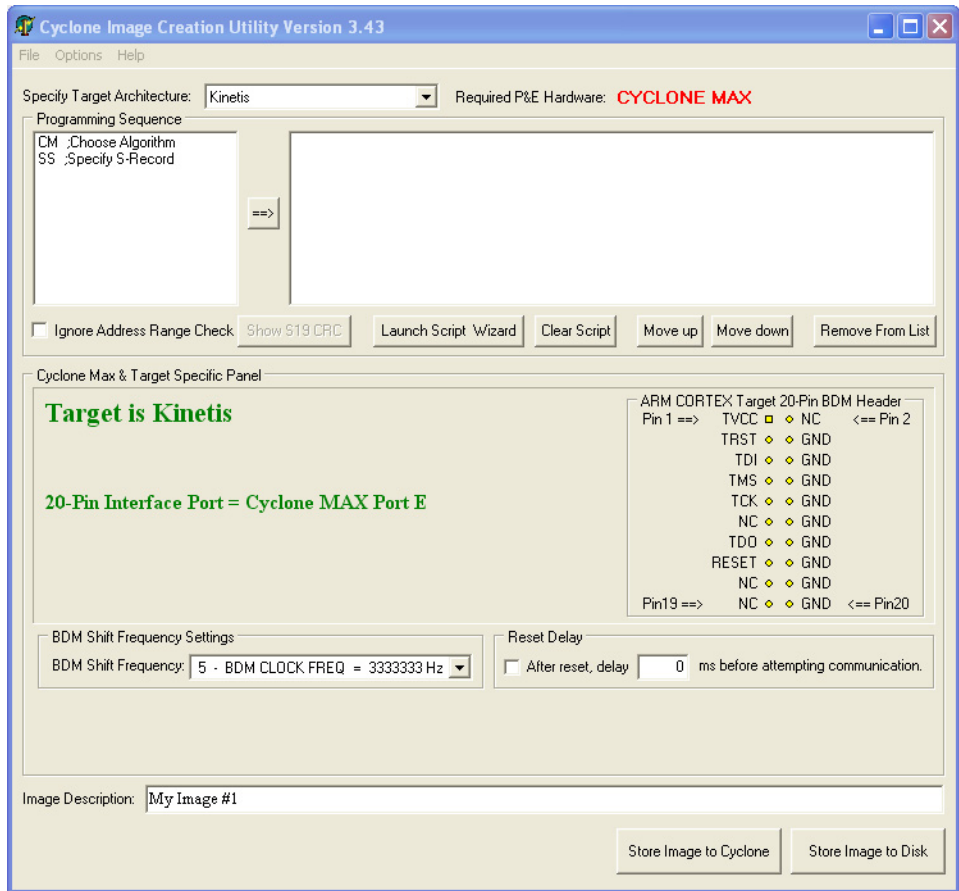 Cyclone Image Creation Utility Version 3.43
File Options Help
Specify Target Architecture: Kinetis Required P&E Hardware: CYCLONE MAX
Programming Sequence
CM ;Choose Algorithm
SS ;Specify S-Record
==>
Ignore Address Range Check Show S19 CRC Launch Script Wizard Clear Script Move up Move down Remove From List
Cyclone Max & Target Specific Panel
Target is Kinetis
20-Pin Interface Port = Cyclone MAX Port E
ARM CORTEX Target 20-Pin BDM Header
Pin 1 ==> TVCC NC <== Pin 2
TRST GND
TDI GND
TMS GND
TCK GND
NC GND
TDO GND
RESET GND
NC GND
Pin19 ==> NC GND <== Pin20
BDM Shift Frequency Settings
BDM Shift Frequency: 5 - BDM CLOCK FREQ = 3333333 Hz
Reset Delay
After reset, delay 0 ms before attempting communication.
Image Description: My Image #1
Store Image to Cyclone Store Image to Disk